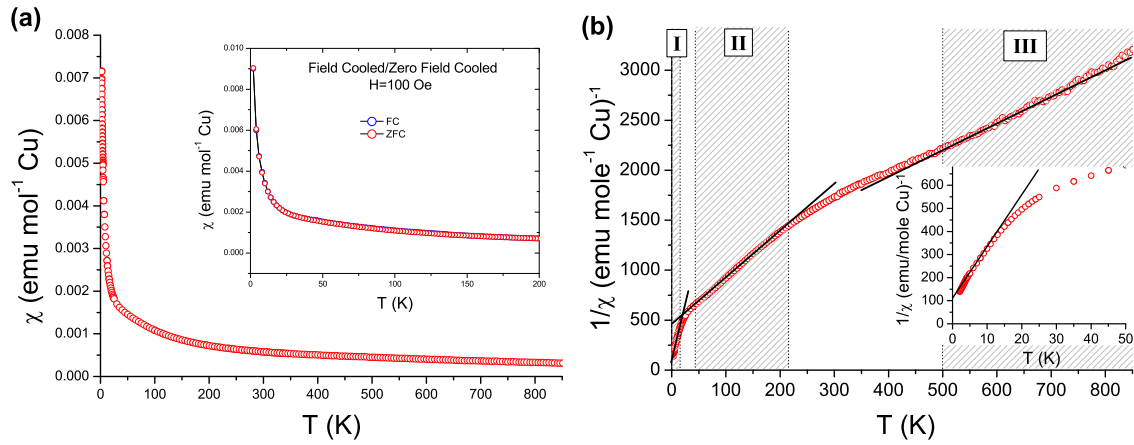 (a)
0.008
0.007
0.006
0.005
0.004
0.003
0.002
0.001
0.000
χ (emu mol⁻¹ Cu)
0 100 200 300 400 500 600 700 800
T (K)
0.010
0.008
0.006
0.004
0.002
0.000
χ (emu mol⁻¹ Cu)
Field Cooled/Zero Field Cooled
H=100 Oe
FC
ZFC
0 50 100 150 200
T (K)
(b)
I II III
3000
2500
2000
1500
1000
500
0
1/χ (emu mole⁻¹ Cu)⁻¹
0 100 200 300 400 500 600 700 800
T (K)
600
500
400
300
200
100
0
1/χ (emu/mole Cu)⁻¹
0 10 20 30 40 50
T (K)